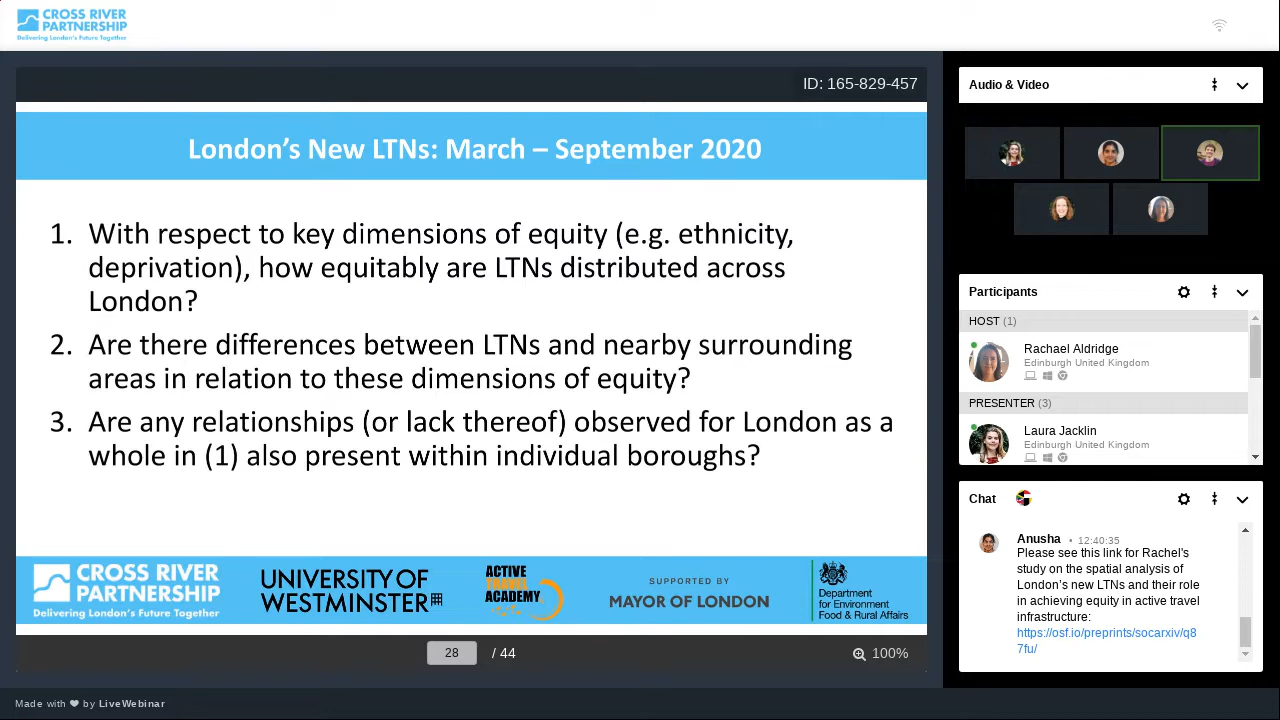 CROSS RIVER
PARTNERSHIP
Delivering London's Future Together
ID: 165-829-457
London's New LTNs: March – September 2020
1. With respect to key dimensions of equity (e.g. ethnicity,
deprivation), how equitably are LTNs distributed across
London?
2. Are there differences between LTNs and nearby surrounding
areas in relation to these dimensions of equity?
3. Are any relationships (or lack thereof) observed for London as a
whole in (1) also present within individual boroughs?
CROSS RIVER
PARTNERSHIP
Delivering London's Future Together
UNIVERSITY OF
WESTMINSTER
ACTIVE
TRAVEL
ACADEMY
SUPPORTED BY
MAYOR OF LONDON
Department
for Environment
Food & Rural Affairs
28 / 44
100%
Audio & Video
Participants
HOST (1)
Rachael Aldridge
Edinburgh United Kingdom
PRESENTER (3)
Laura Jacklin
Edinburgh United Kingdom
Chat
Anusha • 12:40:35
Please see this link for Rachel's
study on the spatial analysis of
London's new LTNs and their role
in achieving equity in active travel
infrastructure:
https://osf.io/preprints/socarxiv/q8
7fu/
Made with ❤ by LiveWebinar